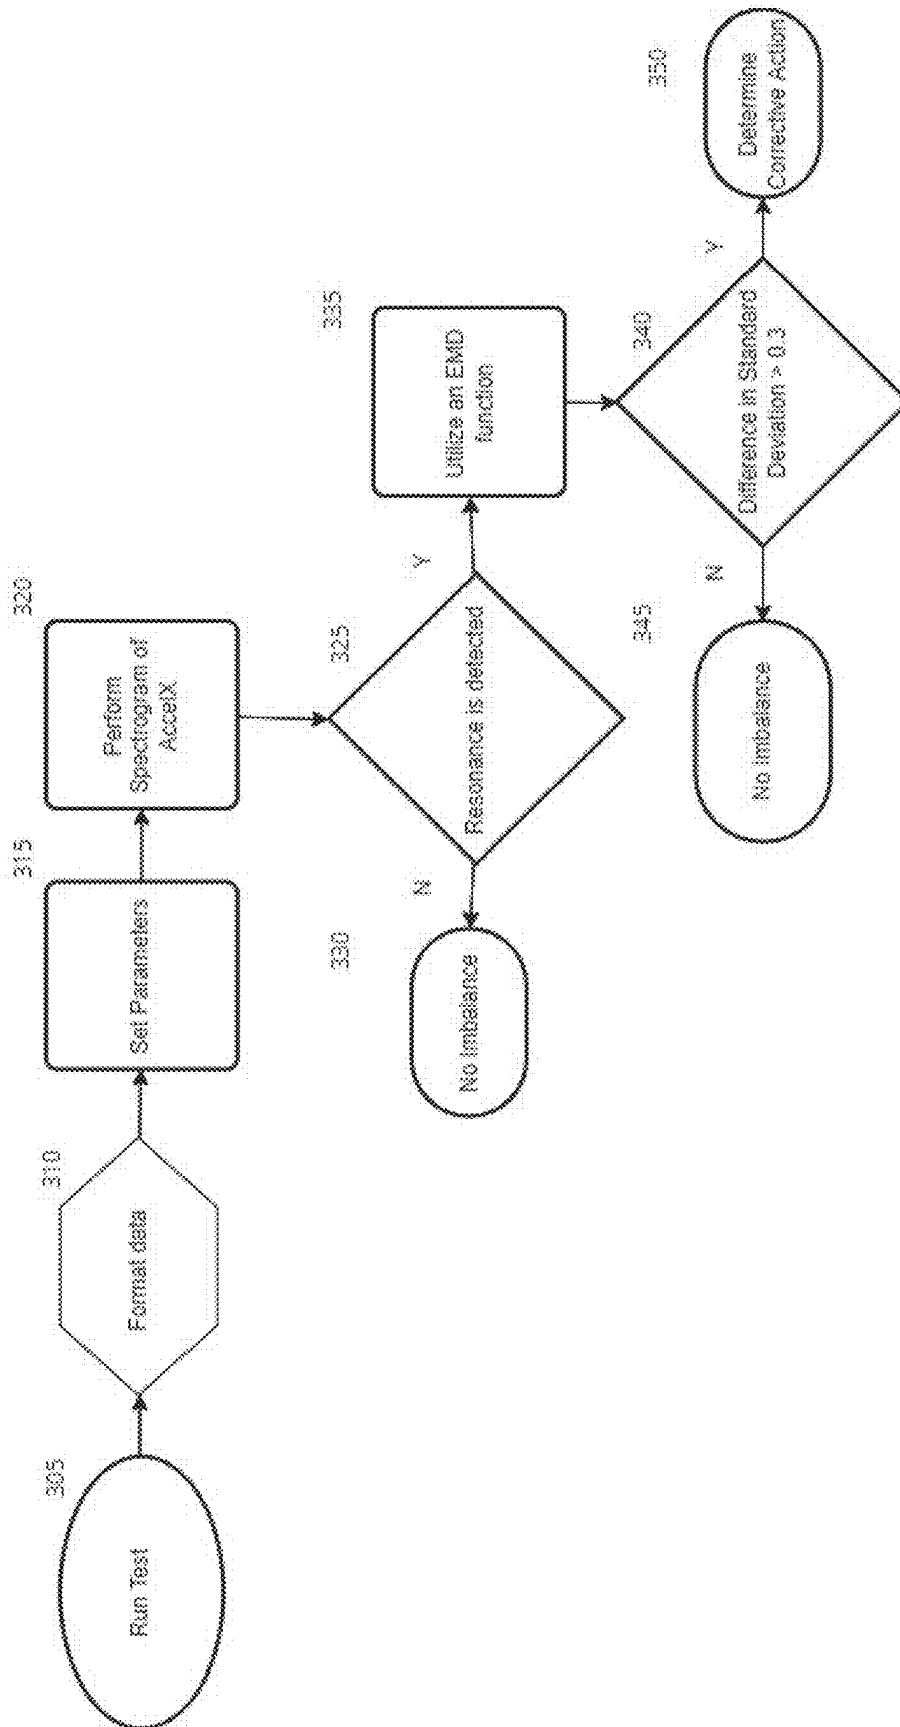 305
Run Test
310
Format data
315
Set Parameters
320
Perform
Spectrogram of
AccelX
325
Resonance is detected
N
Y
330
No Imbalance
335
Utilize an EMD
function
340
Difference in Standard
Deviation > 0.3
N
Y
345
No Imbalance
350
Determine
Corrective Action